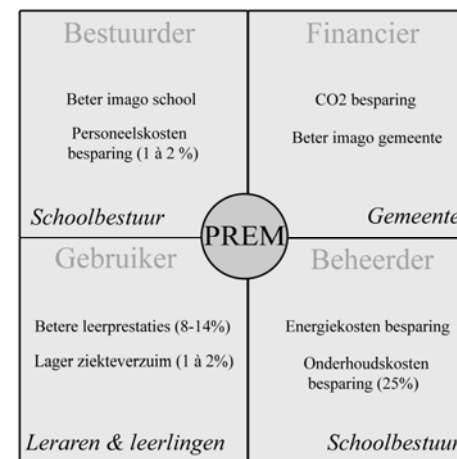 Bestuurder
Beter imago school
Personeelskosten
besparing (1 à 2 %)
Schoolbestuur
Financier
CO2 besparing
Beter imago gemeente
Gemeente
PREM
Gebruiker
Betere leerprestaties (8-14%)
Lager ziekteverzuim (1 à 2%)
Leraren & leerlingen
Beheerder
Energiekosten besparing
Onderhoudskosten
besparing (25%)
Schoolbestuur